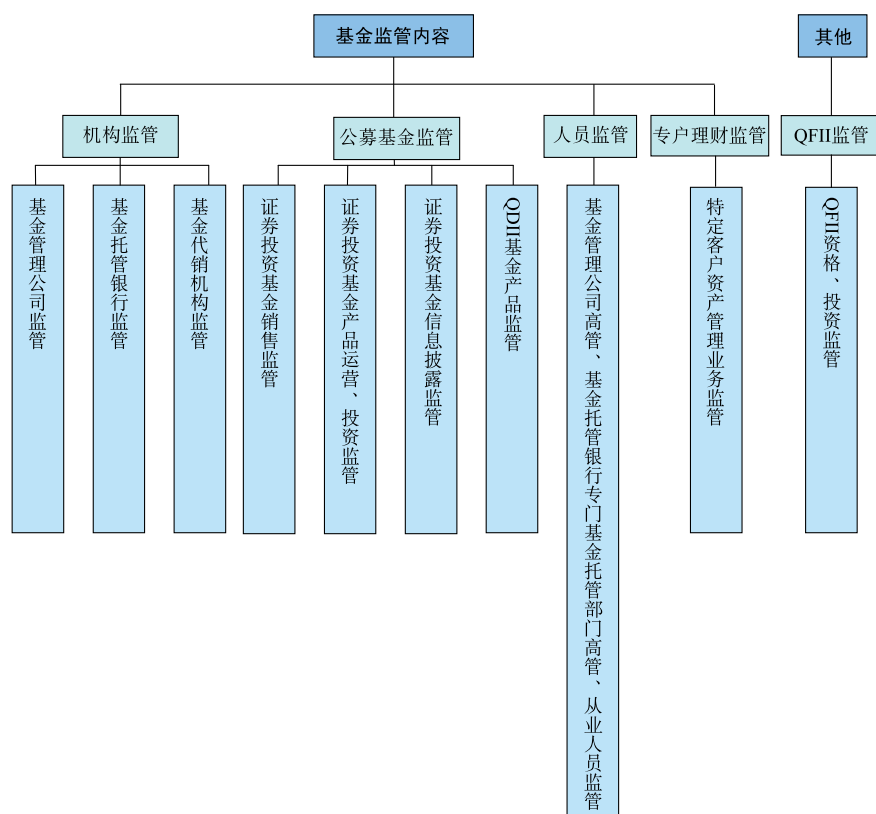 基金监管内容
其他
机构监管
公募基金监管
人员监管
专户理财监管
QFII监管
基金管理公司监管
基金托管银行监管
基金代销机构监管
证券投资基金销售监管
证券投资基金产品运营、投资监管
证券投资基金信息披露监管
QDII基金产品监管
基金管理公司高管、基金托管银行专门基金托管部门高管、从业人员监管
特定客户资产管理业务监管
QFII资格、投资监管